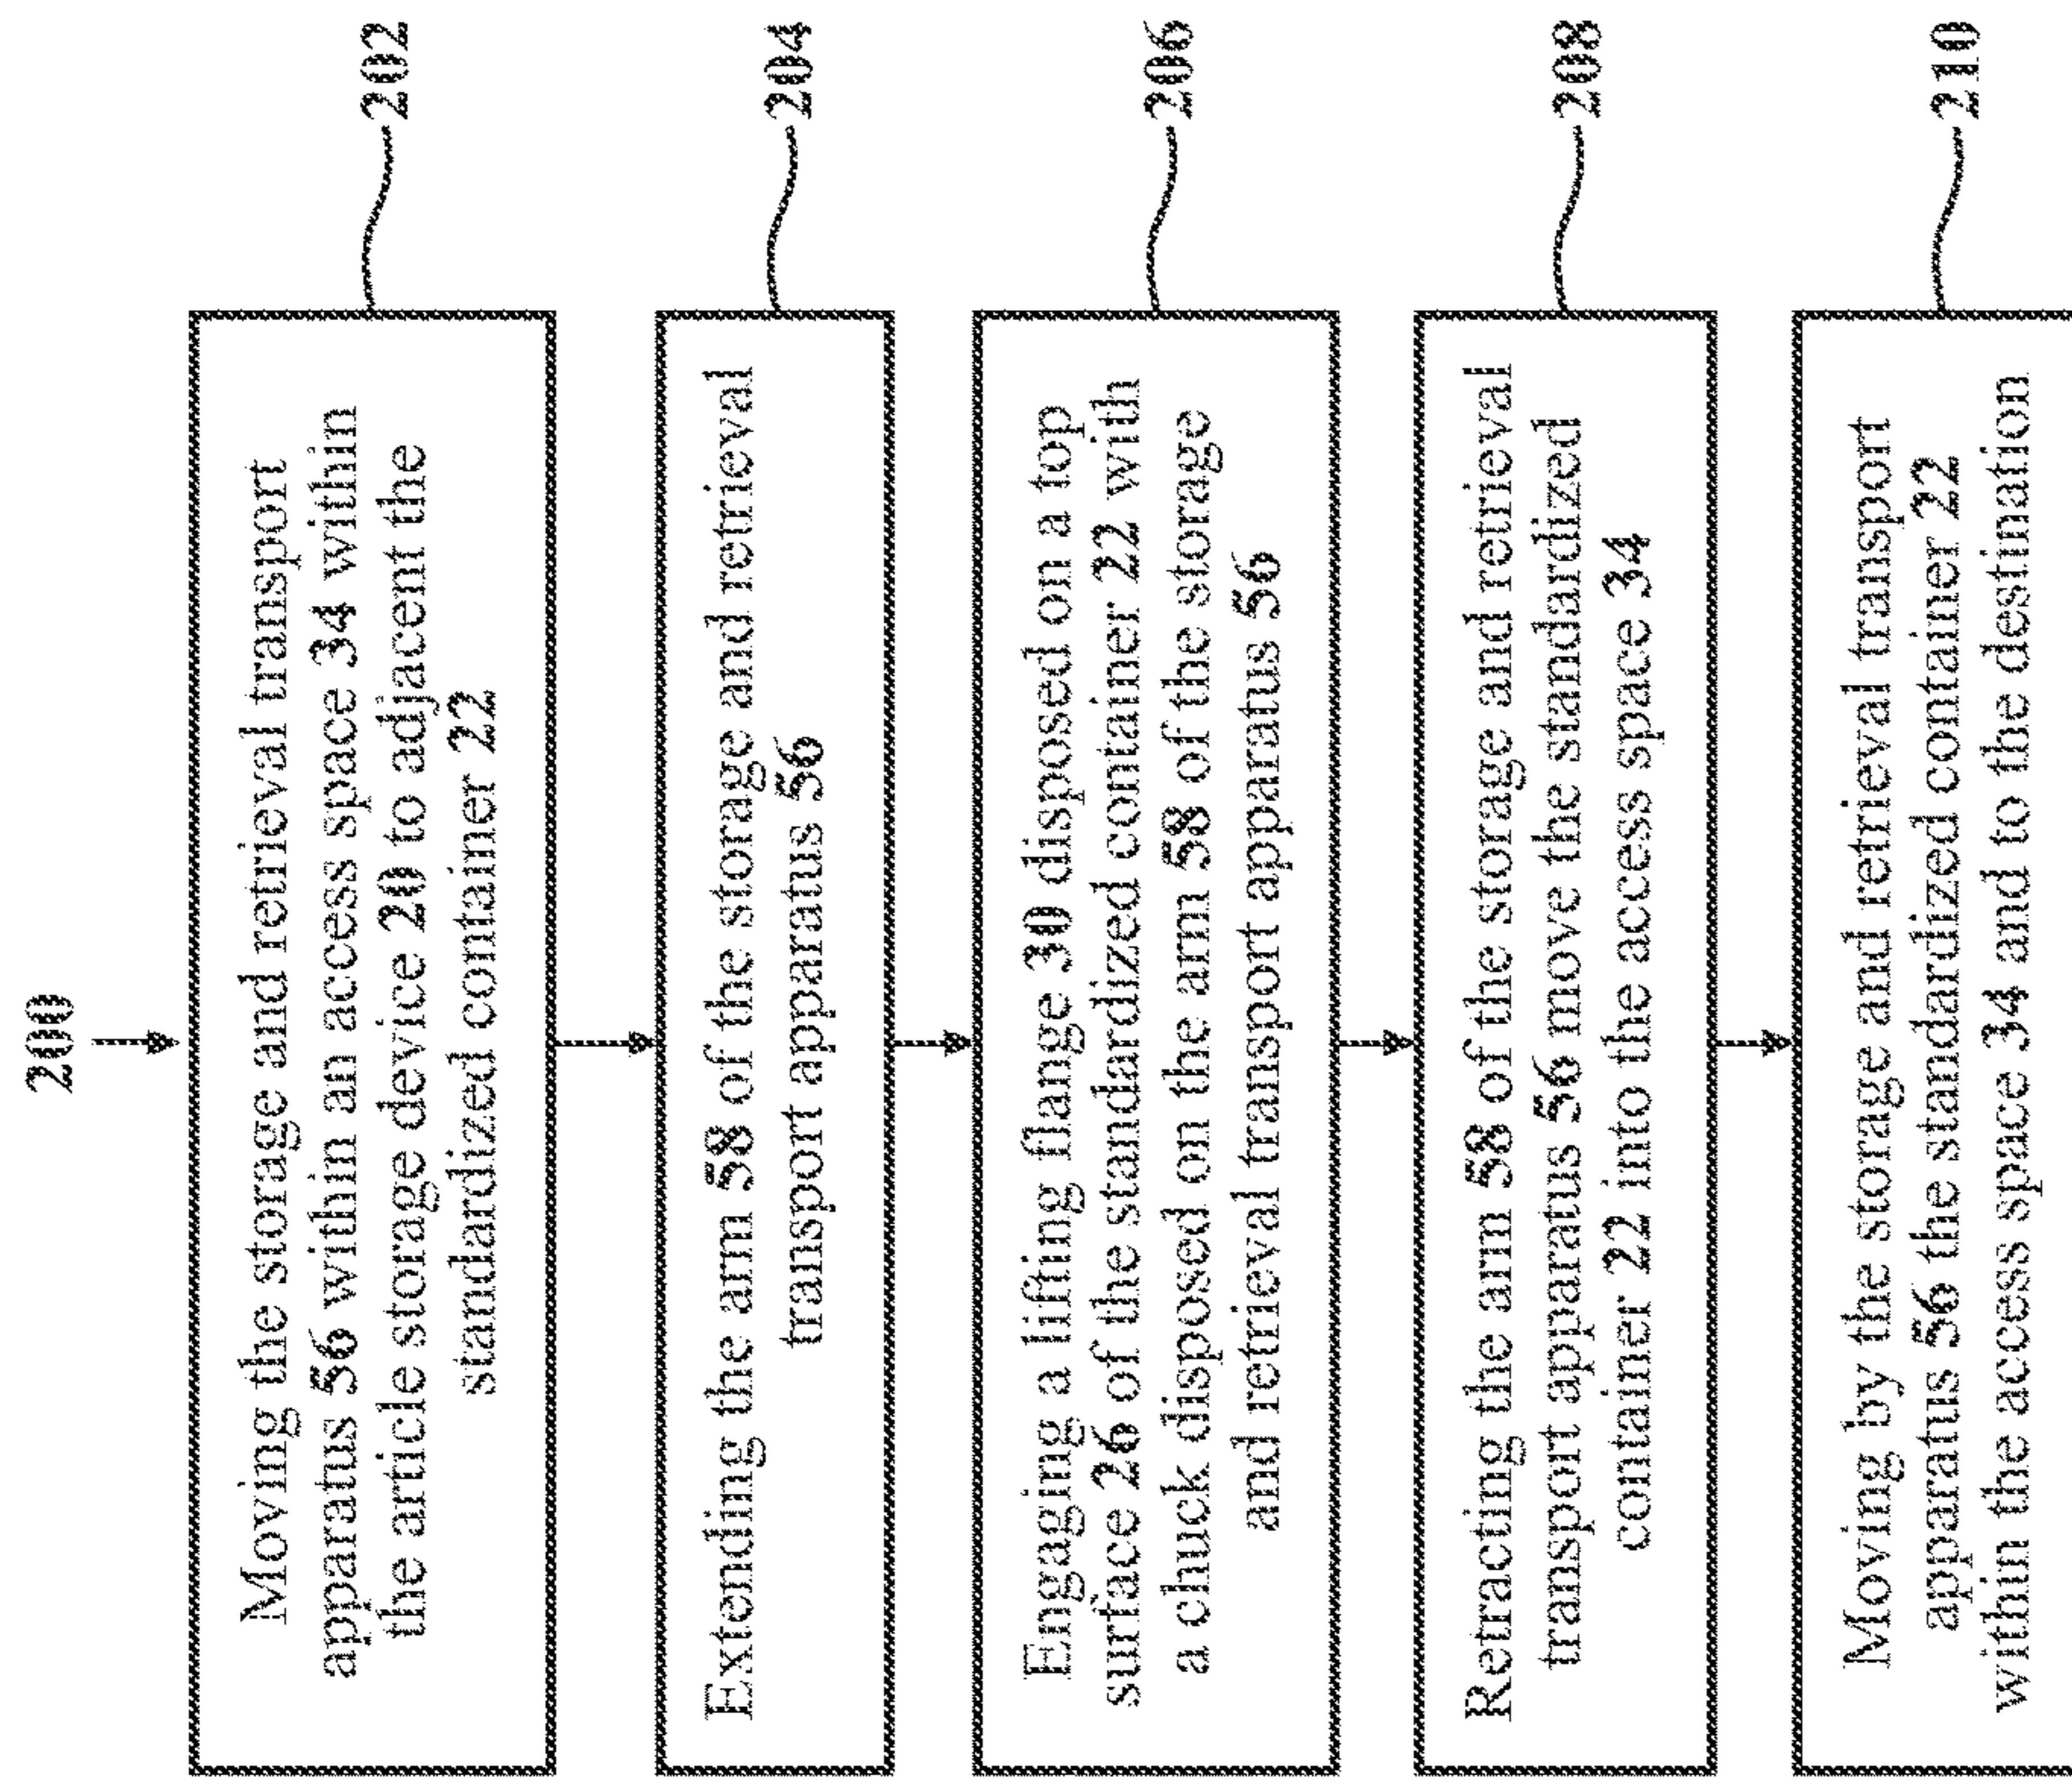 200
Moving the storage and retrieval transport
apparatus 56 within an access space 34 within
the article storage device 20 to adjacent the
standardized container 22
202
Extending the arm 58 of the storage and retrieval
transport apparatus 56
204
Engaging a lifting flange 30 disposed on a top
surface 26 of the standardized container 22 with
a chuck disposed on the arm 58 of the storage
and retrieval transport apparatus 56
206
Retracting the arm 58 of the storage and retrieval
transport apparatus 56 move the standardized
container 22 into the access space 34
208
Moving by the storage and retrieval transport
apparatus 56 the standardized container 22
within the access space 34 and to the destination
210